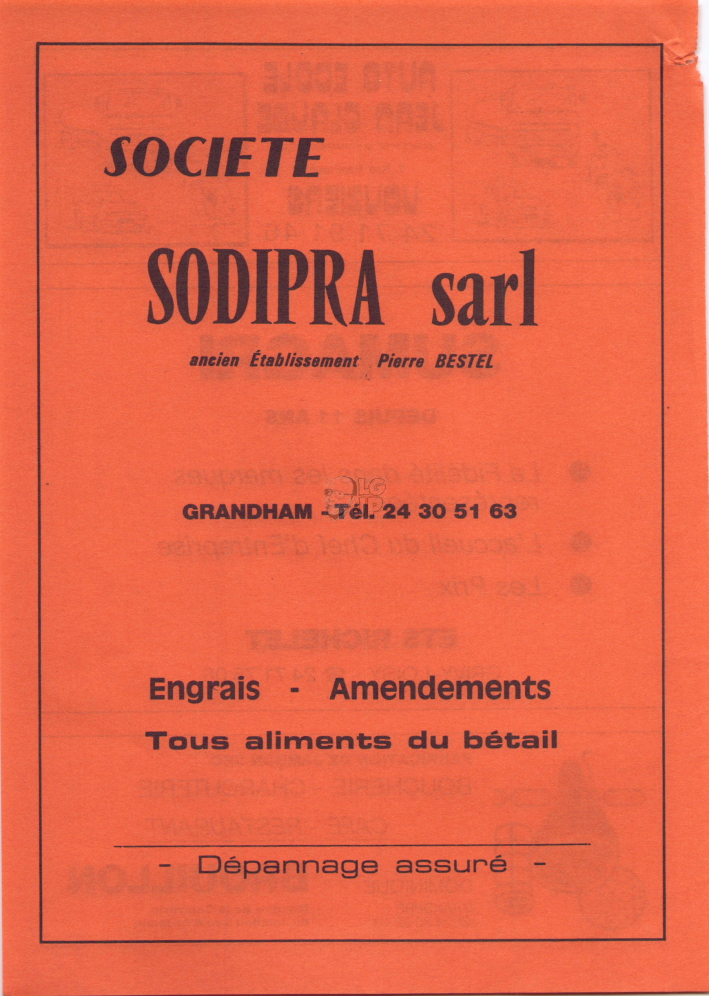 SOCIETE
SODIPRA sarl
ancien Établissement Pierre BESTEL
GRANDHAM - Tél. 24 30 51 63
Engrais - Amendements
Tous aliments du bétail
- Dépannage assuré -